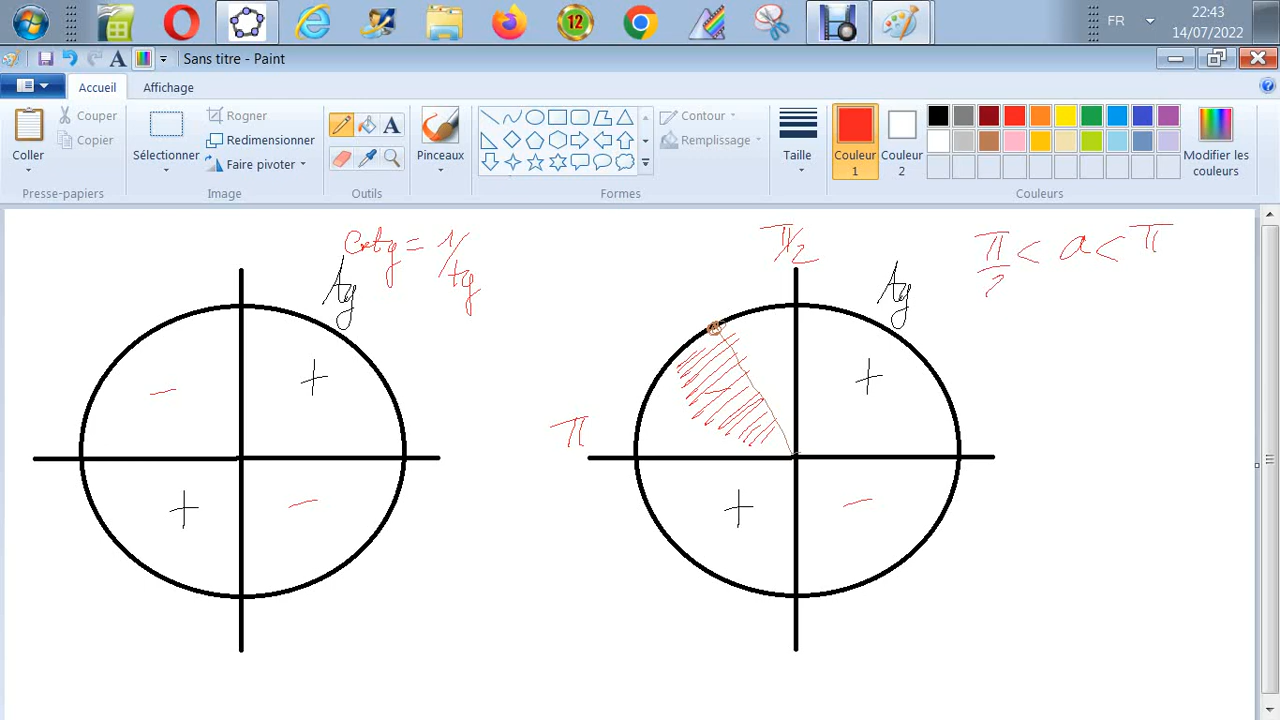 12
FR
22:43
14/07/2022
Sans titre - Paint
Accueil
Affichage
Coller
Couper
Copier
Presse-papiers
Sélectionner
Rogner
Redimensionner
Faire pivoter
Image
A
Outils
Pinceaux
Contour
Remplissage
Formes
Taille
Couleur
1
Couleur
2
Modifier les
couleurs
Couleurs
Cotg = 1/tg
tg
+
-
+
-
π/2
π/2 < a < π
tg
+
π
+
-